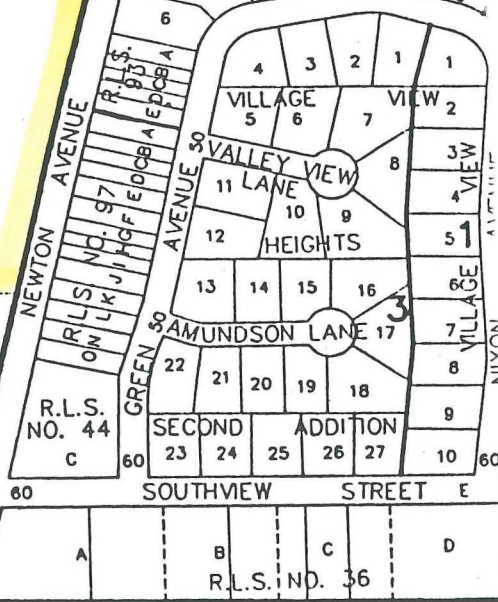 6
R.L.S.
93
A
B
C
D
E
4
3
2
1
1
VILLAGE VIEW
5
6
7
2
NEWTON AVENUE
R.L.S. NO. 97
A
B
C
D
E
F
G
H
I
J
K
L
N
O
GREEN AVENUE
50
50
VALLEY VIEW
LANE
8
3
4
11
10
9
12
HEIGHTS
5
1
VILLAGE VIEW
13
14
15
16
3
6
AMUNDSON LANE
17
7
NIXON
22
21
20
19
18
8
R.L.S.
NO. 44
C
SECOND ADDITION
9
23
24
25
26
27
10
60
60
60
SOUTHVIEW STREET E
A
B
C
D
R.L.S. NO. 36